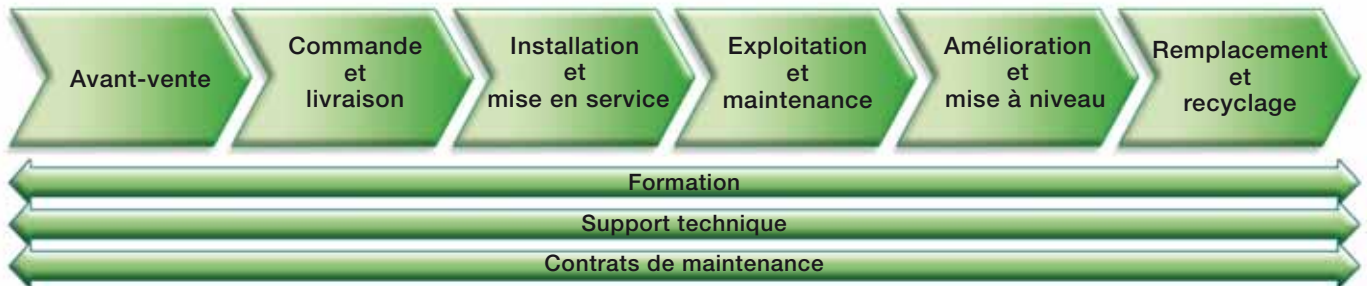 Avant-vente
Commande
et
livraison
Installation
et
mise en service
Exploitation
et
maintenance
Amélioration
et
mise à niveau
Remplacement
et
recyclage
Formation
Support technique
Contrats de maintenance